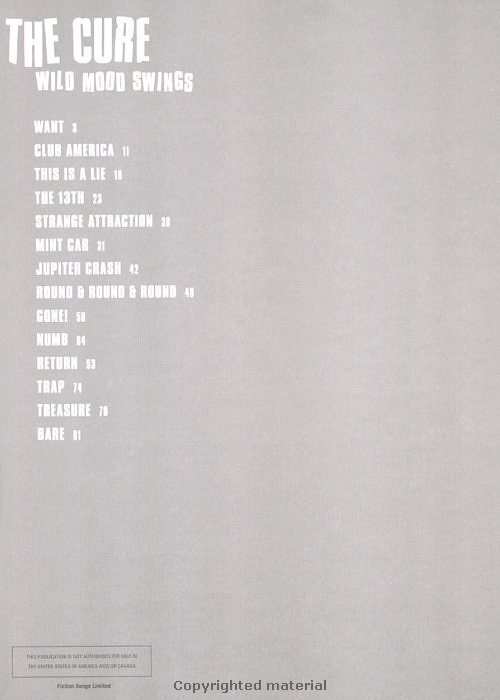 THE CURE
WILD MOOD SWINGS
WANT 3
CLUB AMERICA 11
THIS IS A LIE 18
THE 13TH 23
STRANGE ATTRACTION 38
MINT CAR 31
JUPITER CRASH 42
ROUND & ROUND & ROUND 48
GONE! 58
NUMB 64
RETURN 53
TRAP 74
TREASURE 70
BARE 81
THIS PUBLICATION IS NOT AUTHORISED FOR SALE IN
THE UNITED STATES OF AMERICA AND/OR CANADA
Fiction Songs Limited
Copyrighted material